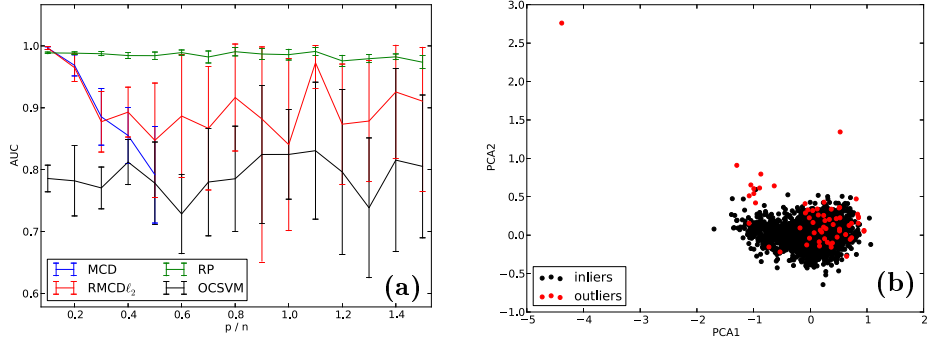 1.0
0.9
0.8
0.7
0.6
AUC
0.2 0.4 0.6 0.8 1.0 1.2 1.4
p / n
MCD
RMCDℓ₂
RP
OCSVM
(a)
3.0
2.5
2.0
1.5
1.0
0.5
0.0
−0.5
−1.0
PCA2
−5 −4 −3 −2 −1 0 1 2
PCA1
inliers
outliers
(b)